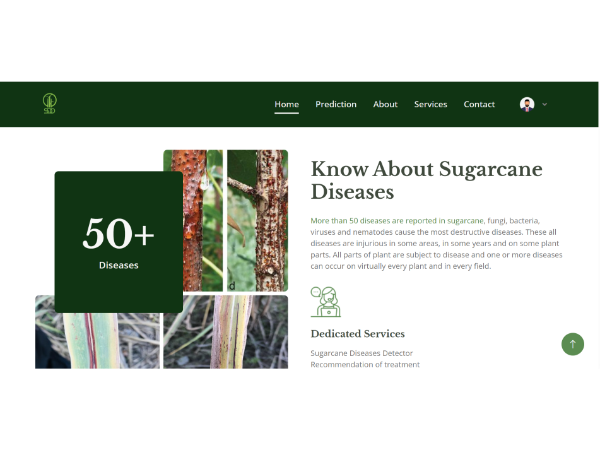 Home Prediction About Services Contact
50+
Diseases
d
Know About Sugarcane
Diseases
More than 50 diseases are reported in sugarcane, fungi, bacteria,
viruses and nematodes cause the most destructive diseases. These all
diseases are injurious in some areas, in some years and on some plant
parts. All parts of plant are subject to disease and one or more diseases
can occur on virtually every plant and in every field.
Dedicated Services
Sugarcane Diseases Detector
Recommendation of treatment